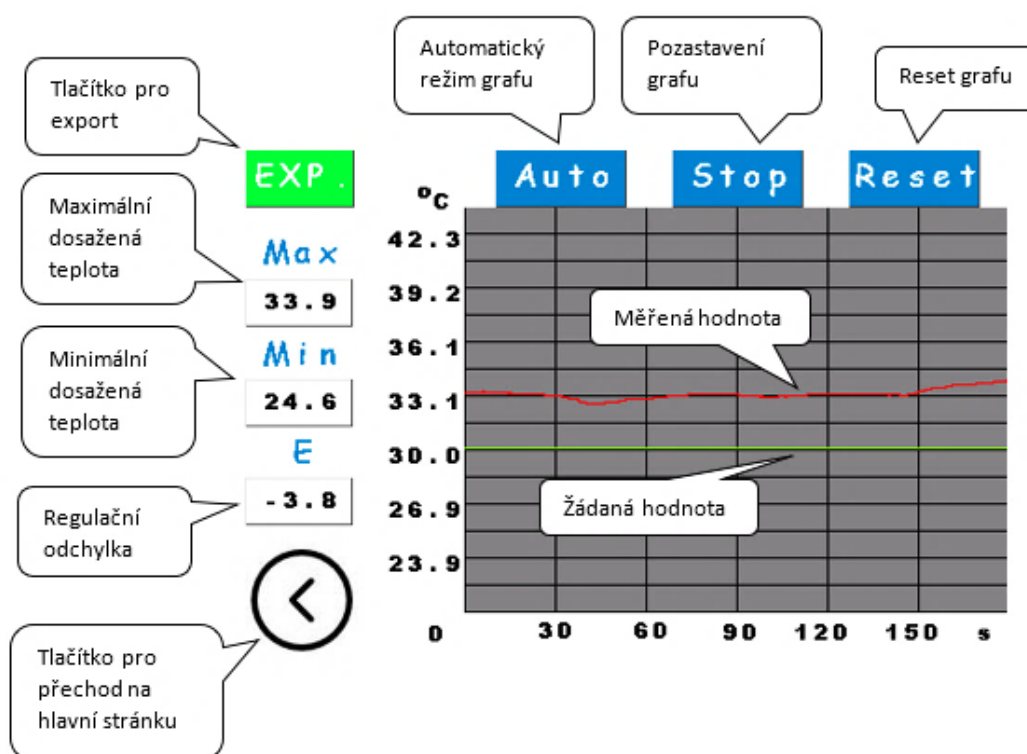 Automatický
režim grafu
Pozastavení
grafu
Reset grafu
Tlačítko pro
export
EXP.
Auto
Stop
Reset
°C
Maximální
dosažená
teplota
Max
33.9
Minimální
dosažená
teplota
Min
24.6
E
-3.8
Regulační
odchylka
Tlačítko pro
přechod na
hlavní stránku
42.3
39.2
36.1
33.1
30.0
26.9
23.9
Měřená hodnota
Žádaná hodnota
0 30 60 90 120 150 s